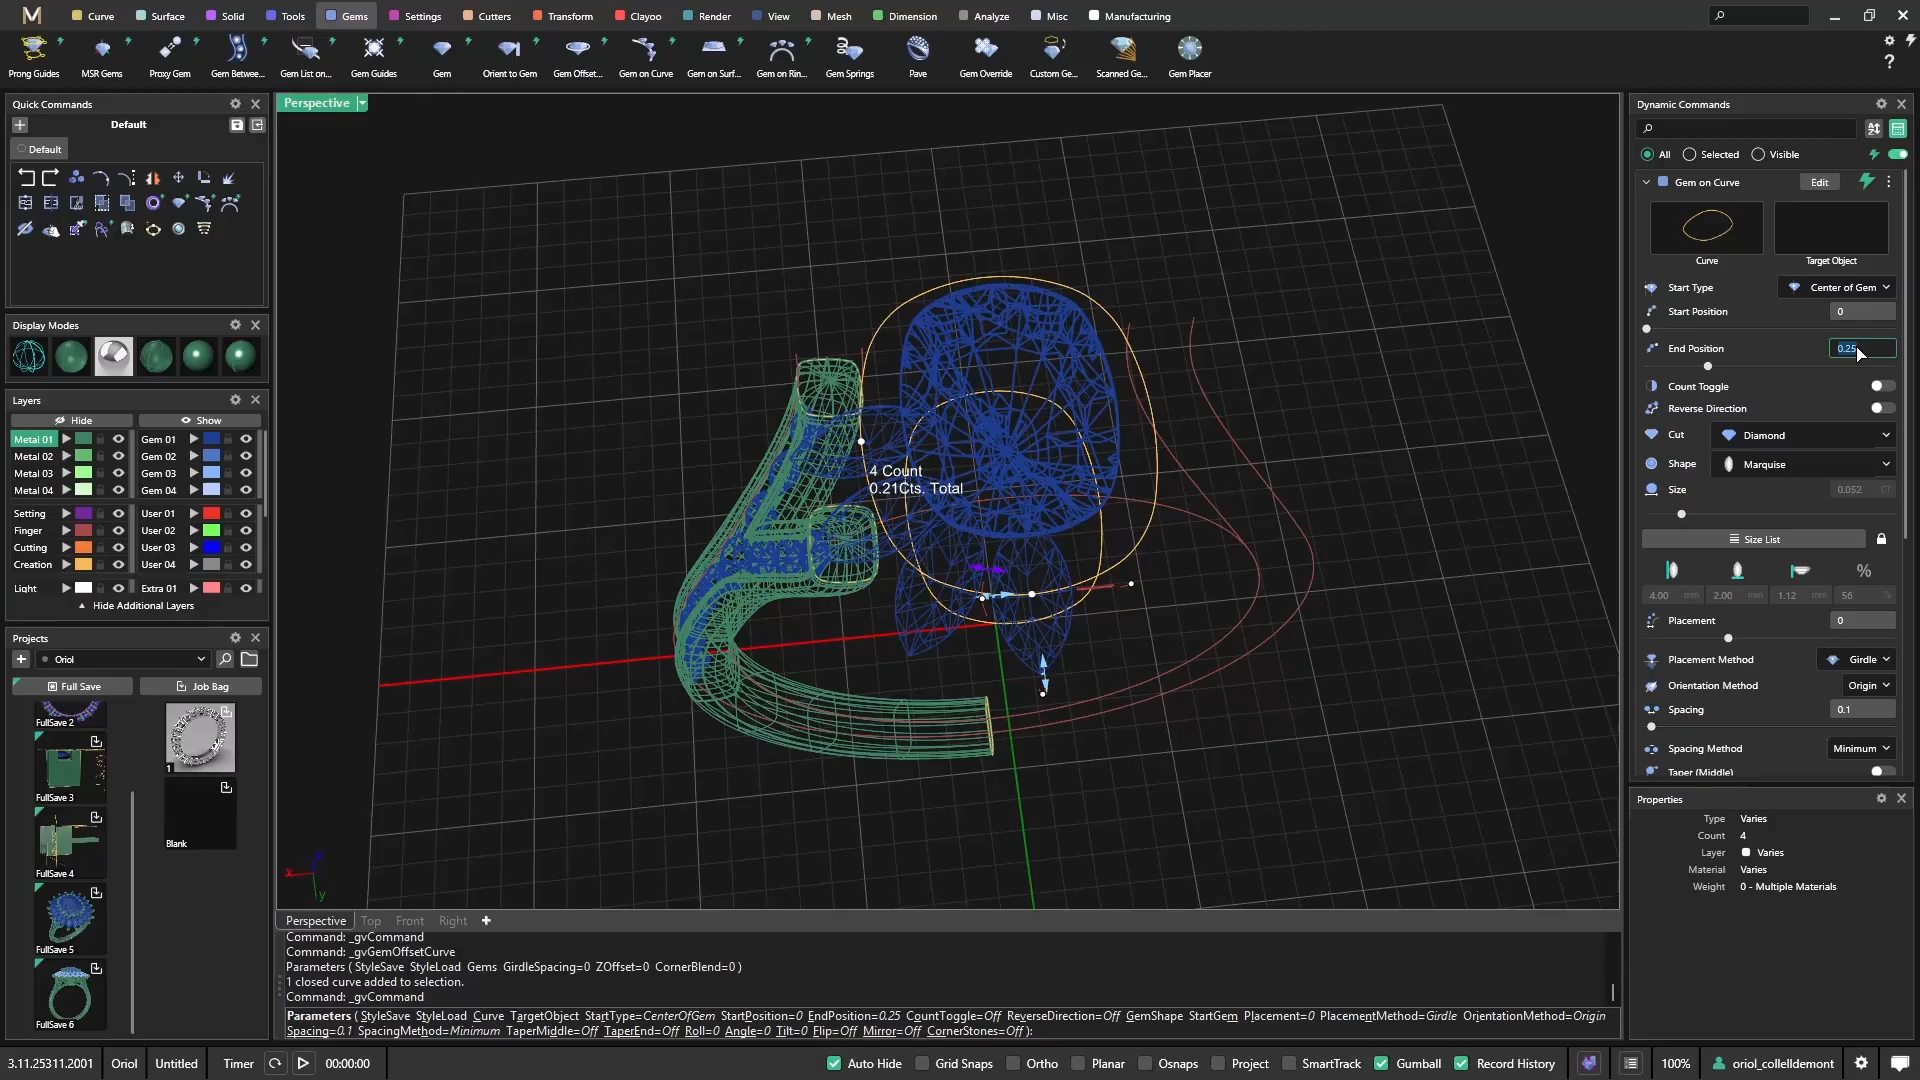 Curve Surface Solid Tools Gems Settings Cutters Transform Clayoo Render View Mesh Dimension Analyze Misc Manufacturing
Prong Guides MSR Gems Proxy Gem Gem Betwee... Gem List on... Gem Guides Gem Orient to Gem Gem Offset... Gem on Curve Gem on Surf... Gem on Rin... Gem Springs Pave Gem Override Custom Ge... Scanned Ge... Gem Placer
Quick Commands
Default
Default
Display Modes
Layers
Hide Show
Metal 01 Gem 01
Metal 02 Gem 02
Metal 03 Gem 03
Metal 04 Gem 04
Setting User 01
Finger User 02
Cutting User 03
Creation User 04
Light Extra 01
Hide Additional Layers
Projects
Oriol
Full Save Job Bag
FullSave 2
1
FullSave 3
Blank
FullSave 4
FullSave 5
FullSave 6
Perspective
4 Count
0.21Cts. Total
x
y
Perspective Top Front Right
Command: _gvCommand
Command: _gvGemOffsetCurve
Parameters ( StyleSave StyleLoad Gems GirdleSpacing=0 ZOffset=0 CornerBlend=0 )
1 closed curve added to selection.
Command: _gvCommand
Parameters ( StyleSave StyleLoad Curve TargetObject StartType=CenterOfGem StartPosition=0 EndPosition=0.25 CountToggle=Off ReverseDirection=Off GemShape StartGem Placement=0 PlacementMethod=Girdle OrientationMethod=Origin
Spacing=0.1 SpacingMethod=Minimum TaperMiddle=Off TaperEnd=Off Roll=0 Angle=0 Tilt=0 Flip=Off Mirror=Off CornerStones=Off ):
Dynamic Commands
All Selected Visible
Gem on Curve Edit
Curve Target Object
Start Type Center of Gem
Start Position 0
End Position 0.25
Count Toggle
Reverse Direction
Cut Diamond
Shape Marquise
Size 0.052 CT
Size List
%
4.00 mm 2.00 mm 1.12 mm 56 %
Placement 0
Placement Method Girdle
Orientation Method Origin
Spacing 0.1
Spacing Method Minimum
Taper (Middle)
Properties
Type Varies
Count 4
Layer Varies
Material Varies
Weight 0 - Multiple Materials
3.11.25311.2001 Oriol Untitled Timer 00:00:00 Auto Hide Grid Snaps Ortho Planar Osnaps Project SmartTrack Gumball Record History 100% oriol_collelldemont